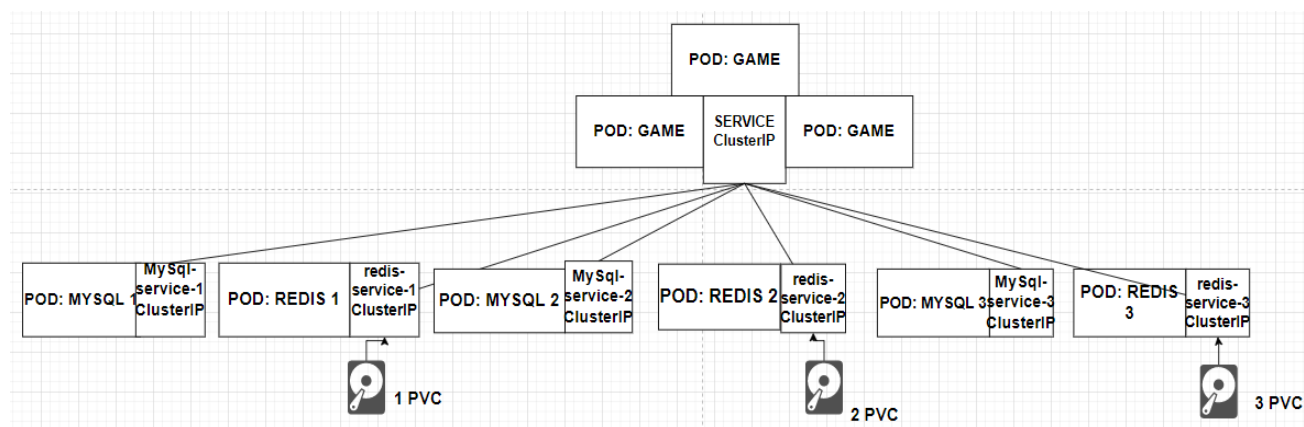 POD: GAME
POD: GAME
SERVICE
ClusterIP
POD: GAME
POD: MYSQL 1
MySql-
service-1
ClusterIP
POD: REDIS 1
redis-
service-1
ClusterIP
POD: MYSQL 2
MySql-
service-2
ClusterIP
POD: REDIS 2
redis-
service-2
ClusterIP
POD: MYSQL 3
MySql-
service-3
ClusterIP
POD: REDIS
3
redis-
service-3
ClusterIP
1 PVC
2 PVC
3 PVC